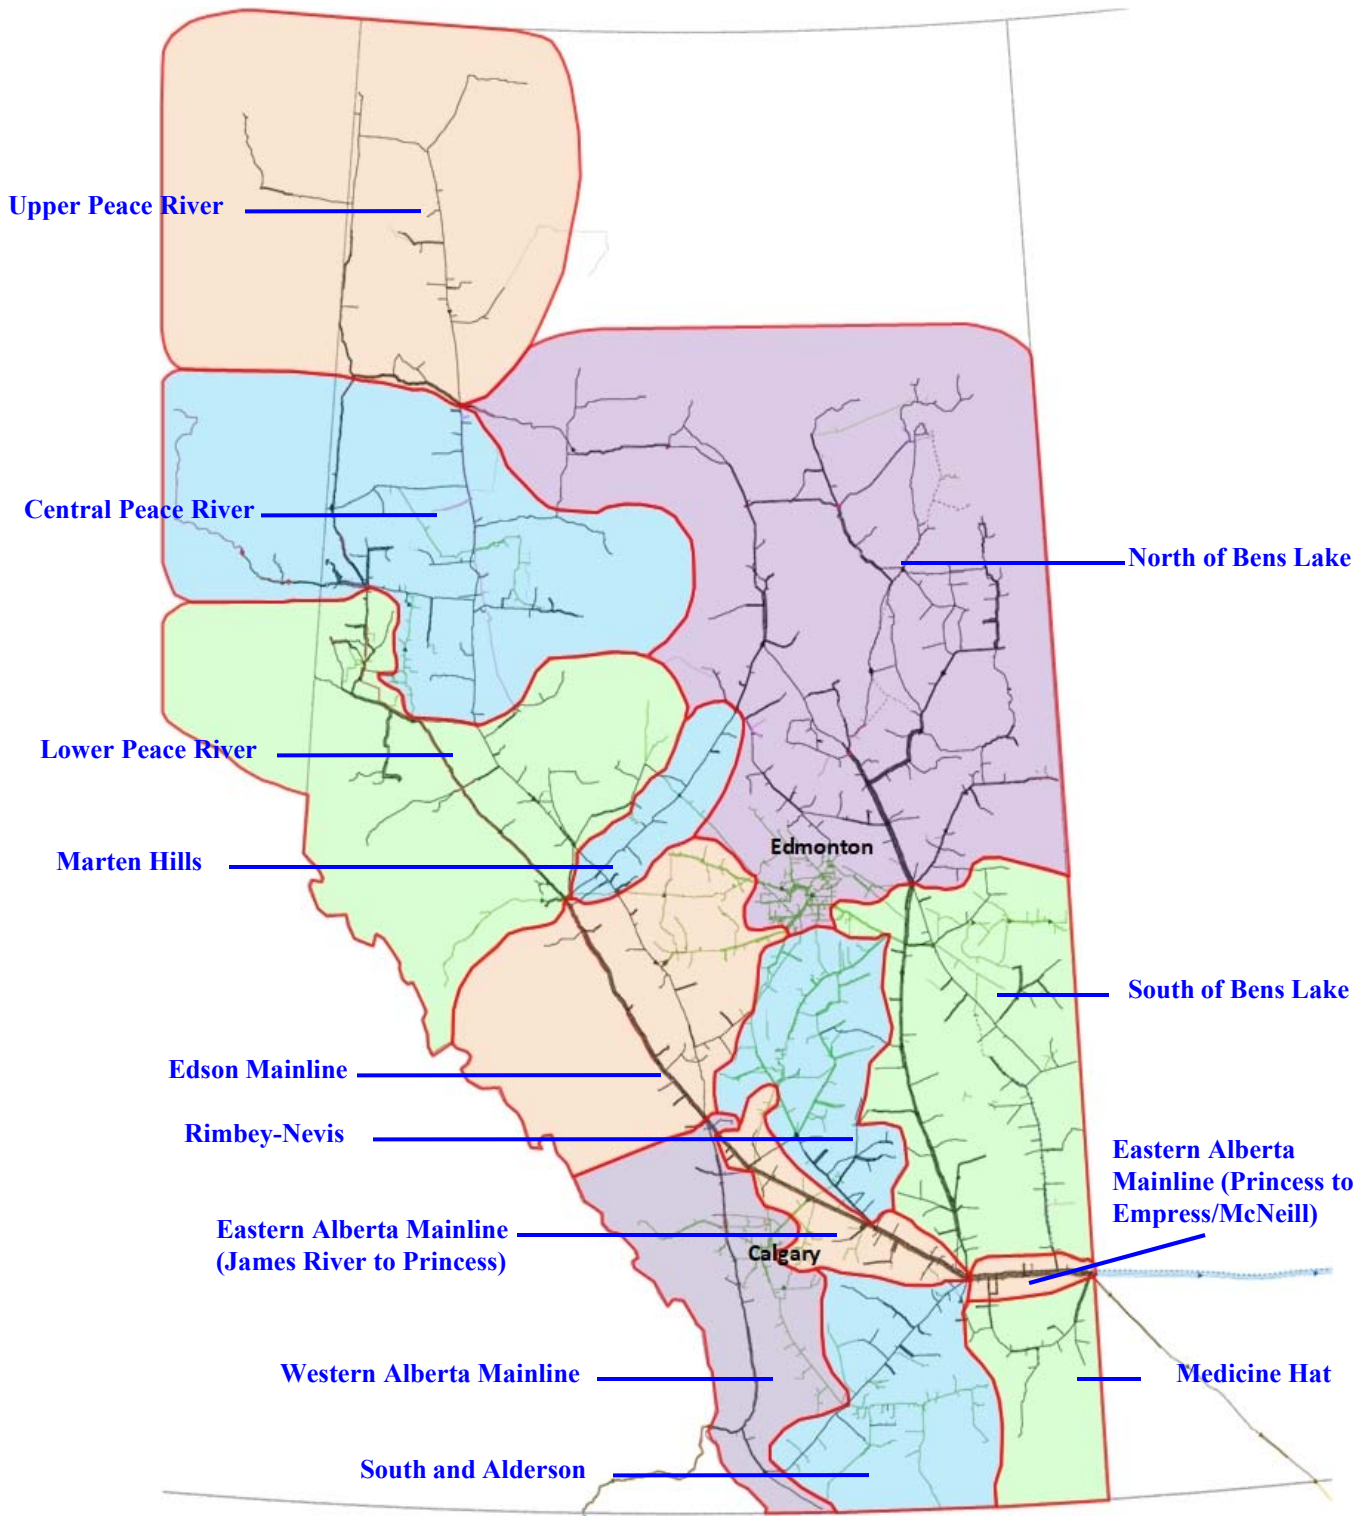 Upper Peace River
Central Peace River
North of Bens Lake
Lower Peace River
Marten Hills
Edmonton
South of Bens Lake
Edson Mainline
Rimbey-Nevis
Eastern Alberta
Mainline (Princess to
Empress/McNeill)
Eastern Alberta Mainline
(James River to Princess)
Calgary
Western Alberta Mainline
Medicine Hat
South and Alderson